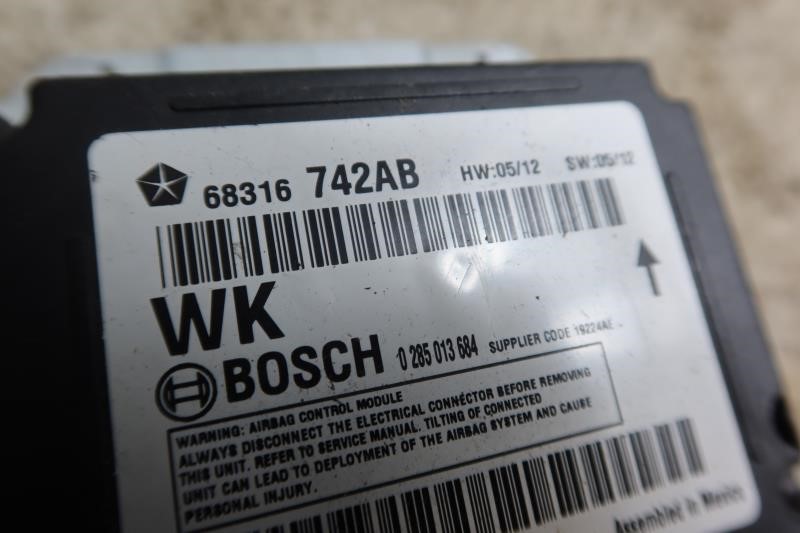 68316 742AB HW:05/12 SW:05/12
WK
BOSCH 0 285 013 684 SUPPLIER CODE 19224AE
WARNING: AIRBAG CONTROL MODULE
ALWAYS DISCONNECT THE ELECTRICAL CONNECTOR BEFORE REMOVING
THIS UNIT. REFER TO SERVICE MANUAL. TILTING OF CONNECTED
UNIT CAN LEAD TO DEPLOYMENT OF THE AIRBAG SYSTEM AND CAUSE
PERSONAL INJURY.
Assembled in Mexico